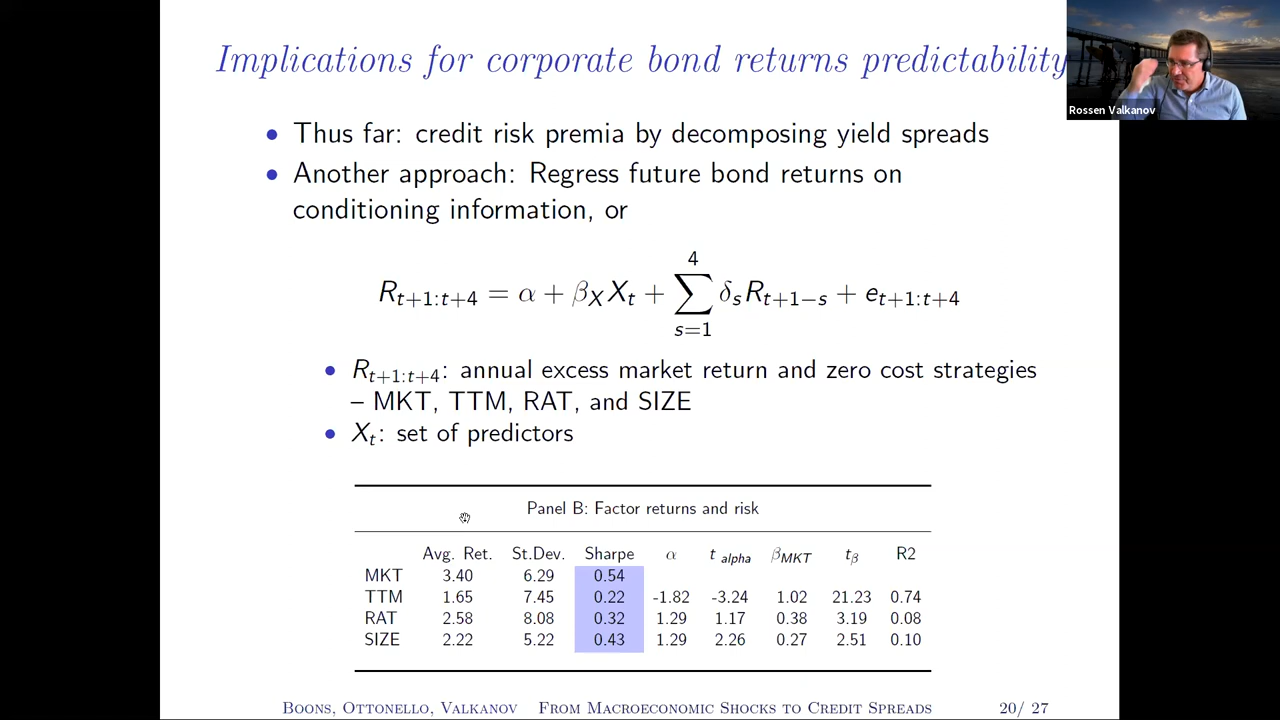 Implications for corporate bond returns predictability
Rossen Valkanov
• Thus far: credit risk premia by decomposing yield spreads
• Another approach: Regress future bond returns on
conditioning information, or
R_{t+1:t+4} = α + β_X X_t + ∑_{s=1}^{4} δ_s R_{t+1−s} + e_{t+1:t+4}
• R_{t+1:t+4}: annual excess market return and zero cost strategies
– MKT, TTM, RAT, and SIZE
• X_t: set of predictors
Panel B: Factor returns and risk
Avg. Ret. St.Dev. Sharpe α t alpha β_MKT t_β R2
MKT 3.40 6.29 0.54
TTM 1.65 7.45 0.22 -1.82 -3.24 1.02 21.23 0.74
RAT 2.58 8.08 0.32 1.29 1.17 0.38 3.19 0.08
SIZE 2.22 5.22 0.43 1.29 2.26 0.27 2.51 0.10
Boons, Ottonello, Valkanov From Macroeconomic Shocks to Credit Spreads 20/ 27